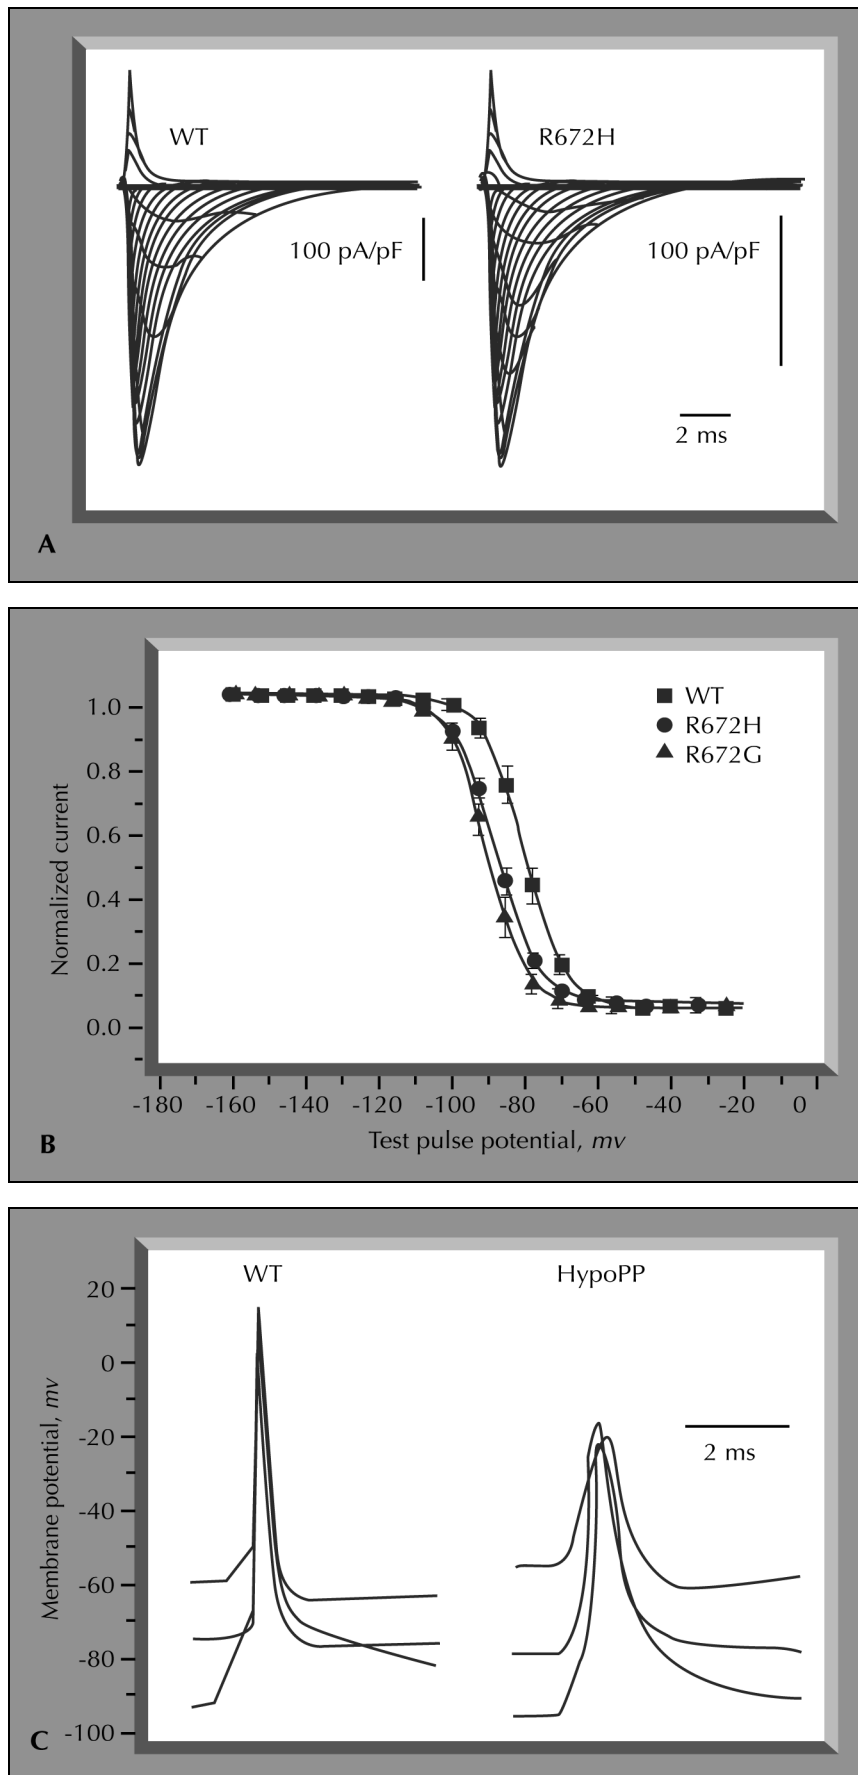 WT
R672H
100 pA/pF
100 pA/pF
2 ms
A
WT
R672H
R672G
1.0
0.8
0.6
0.4
0.2
0.0
Normalized current
-180 -160 -140 -120 -100 -80 -60 -40 -20 0
Test pulse potential, mv
B
WT
HypoPP
20
0
-20
-40
-60
-80
-100
2 ms
Membrane potential, mv
C